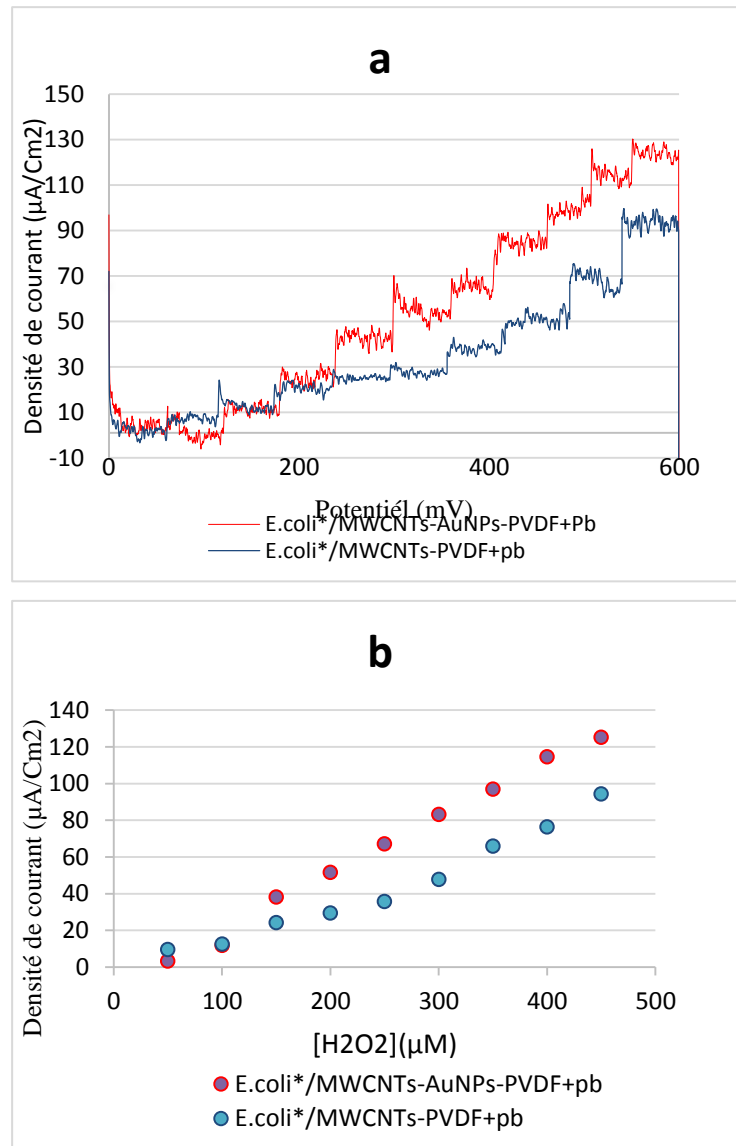 a
Densité de courant (µA/Cm2)
150
130
110
90
70
50
30
10
-10
0
200
400
600
Potentiél (mV)
E.coli*/MWCNTs-AuNPs-PVDF+Pb
E.coli*/MWCNTs-PVDF+pb
b
Densité de courant (µA/Cm2)
140
120
100
80
60
40
20
0
0
100
200
300
400
500
[H2O2](µM)
E.coli*/MWCNTs-AuNPs-PVDF+pb
E.coli*/MWCNTs-PVDF+pb